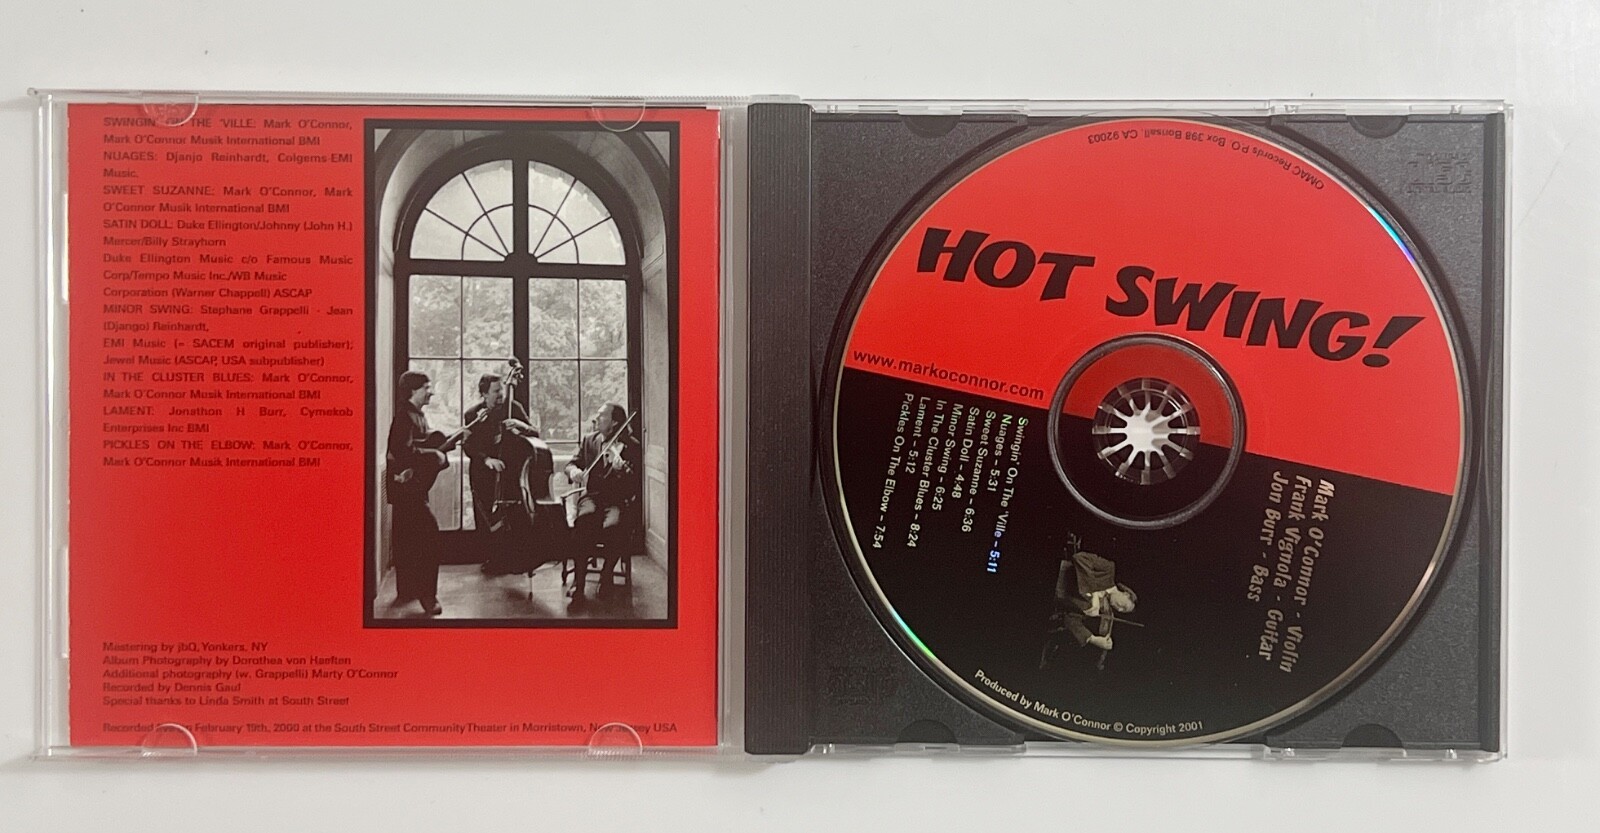 SWINGIN' ON THE 'VILLE: Mark O'Connor,
Mark O'Connor Musik International BMI
NUAGES: Djanjo Reinhardt, Colgems-EMI
Music.
SWEET SUZANNE: Mark O'Connor, Mark
O'Connor Musik International BMI
SATIN DOLL: Duke Ellington/Johnny (John H.)
Mercer/Billy Strayhorn
Duke Ellington Music c/o Famous Music
Corp/Tempo Music Inc./WB Music
Corporation (Warner Chappell) ASCAP
MINOR SWING: Stephane Grappelli - Jean
(Django) Reinhardt,
EMI Music (= SACEM original publisher);
Jewel Music (ASCAP, USA subpublisher)
IN THE CLUSTER BLUES: Mark O'Connor,
Mark O'Connor Musik International BMI
LAMENT: Jonathon H Burr, Cymekob
Enterprises Inc BMI
PICKLES ON THE ELBOW: Mark O'Connor,
Mark O'Connor Musik International BMI
Mastering by jbQ, Yonkers, NY
Album Photography by Dorothea von Haeften
Additional photography (w. Grappelli) Marty O'Connor
Recorded by Dennis Gaul
Special thanks to Linda Smith at South Street
Recorded February 19th, 2000 at the South Street Community Theater in Morristown, New Jersey USA
OMAC Records P.O. Box 398 Bonsall, CA 92003
HOT SWING!
www.markoconnor.com
Swingin' On The 'Ville – 5:11
Nuages – 5:31
Sweet Suzanne – 6:36
Satin Doll – 4:48
Minor Swing – 6:25
In The Cluster Blues – 8:24
Lament – 5:12
Pickles On The Elbow – 7:54
Mark O'Connor - Violin
Frank Vignola - Guitar
Jon Burr - Bass
Produced by Mark O'Connor © Copyright 2001